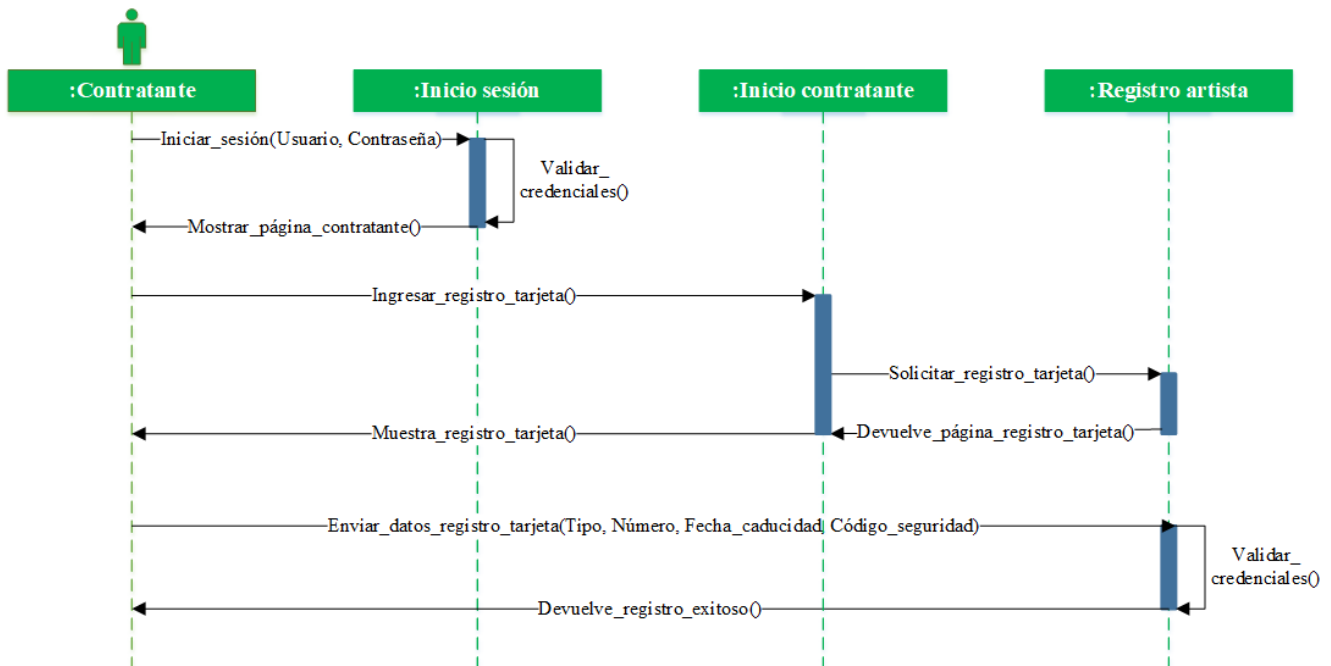 :Contratante
:Inicio sesión
:Inicio contratante
:Registro artista
Iniciar_sesión(Usuario, Contraseña)
Validar_
credenciales()
Mostrar_página_contratante()
Ingresar_registro_tarjeta()
Solicitar_registro_tarjeta()
Muestra_registro_tarjeta()
Devuelve_página_registro_tarjeta()
Enviar_datos_registro_tarjeta(Tipo, Número, Fecha_caducidad, Código_seguridad)
Validar_
credenciales()
Devuelve_registro_exitoso()